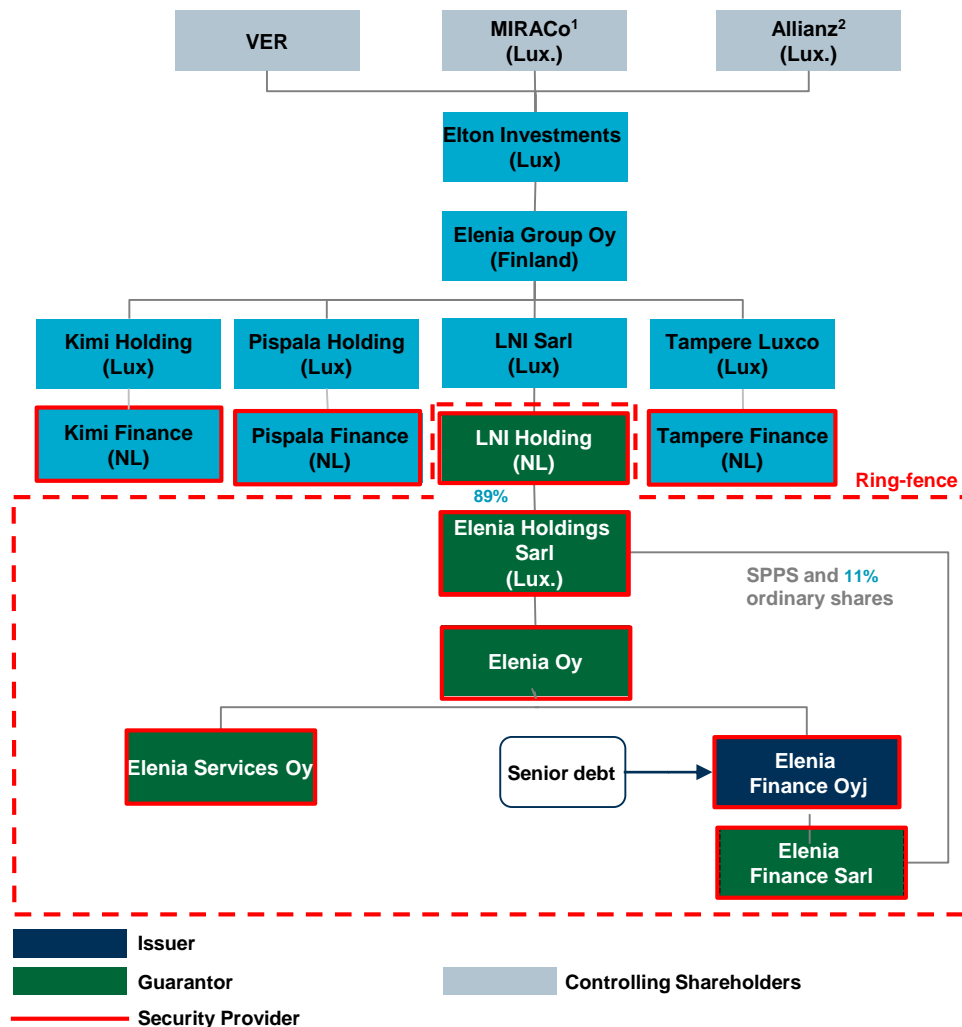 VER
MIRACo1
(Lux.)
Allianz2
(Lux.)
Elton Investments
(Lux)
Elenia Group Oy
(Finland)
Kimi Holding
(Lux)
Pispala Holding
(Lux)
LNI Sarl
(Lux)
Tampere Luxco
(Lux)
Kimi Finance
(NL)
Pispala Finance
(NL)
LNI Holding
(NL)
Tampere Finance
(NL)
Ring-fence
89%
Elenia Holdings
Sarl
(Lux.)
SPPS and 11%
ordinary shares
Elenia Oy
Elenia Services Oy
Senior debt
Elenia
Finance Oyj
Elenia
Finance Sarl
Issuer
Guarantor
Controlling Shareholders
Security Provider